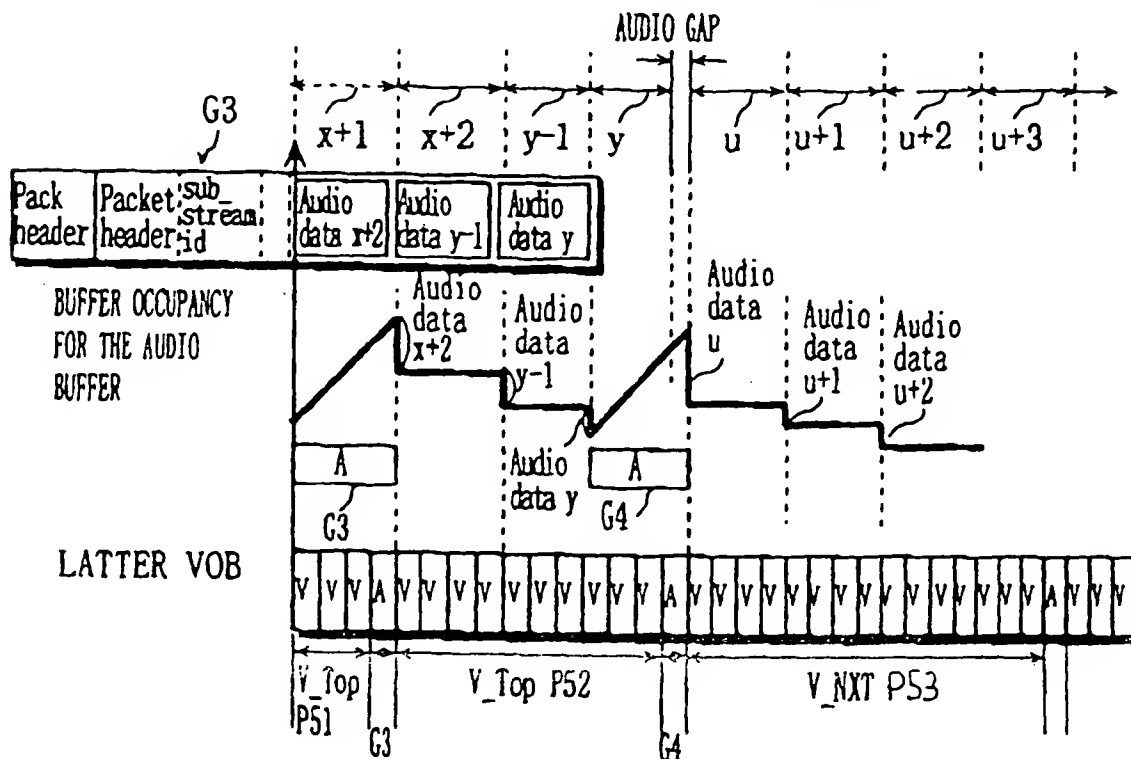 AUDIO GAP
G3
x+1 x+2 y-1 y u u+1 u+2 u+3
Pack header
Packet header
sub_stream id
Audio data x+2
Audio data y-1
Audio data y
BUFFER OCCUPANCY
FOR THE AUDIO
BUFFER
Audio data x+2
Audio data y-1
Audio data y
Audio data u
Audio data u+1
Audio data u+2
A
G3
A
G4
LATTER VOB
V V V A V V V V V V V V V V V A V V V V V V V V V V V V V V V A V V V
V_Top P51
G3
V_Top P52
G4
V_NXT P53